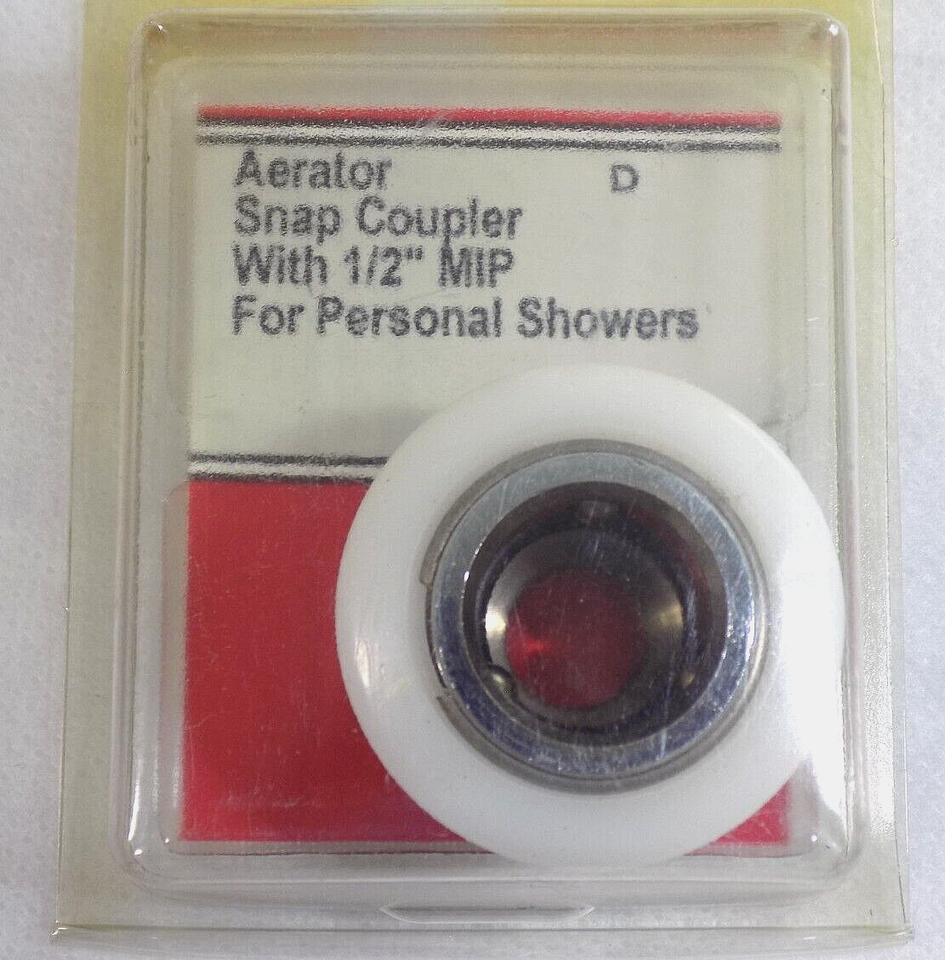 Aerator D
Snap Coupler
With 1/2" MIP
For Personal Showers